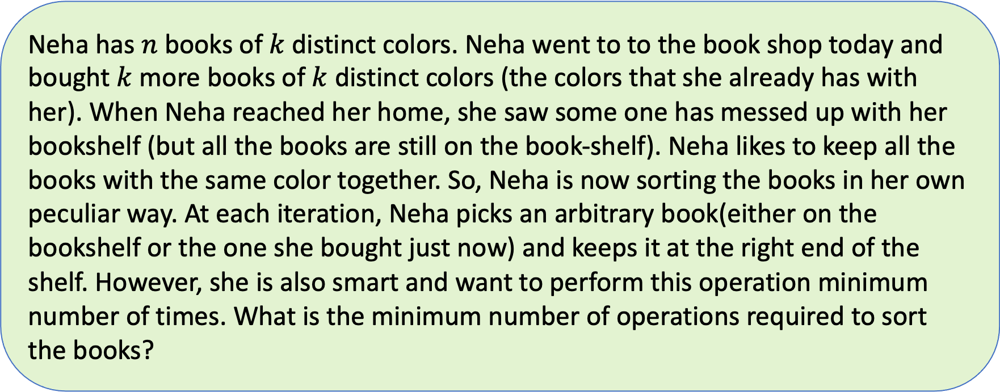 Neha has n books of k distinct colors. Neha went to to the book shop today and
bought k more books of k distinct colors (the colors that she already has with
her). When Neha reached her home, she saw some one has messed up with her
bookshelf (but all the books are still on the book-shelf). Neha likes to keep all the
books with the same color together. So, Neha is now sorting the books in her own
peculiar way. At each iteration, Neha picks an arbitrary book(either on the
bookshelf or the one she bought just now) and keeps it at the right end of the
shelf. However, she is also smart and want to perform this operation minimum
number of times. What is the minimum number of operations required to sort
the books?